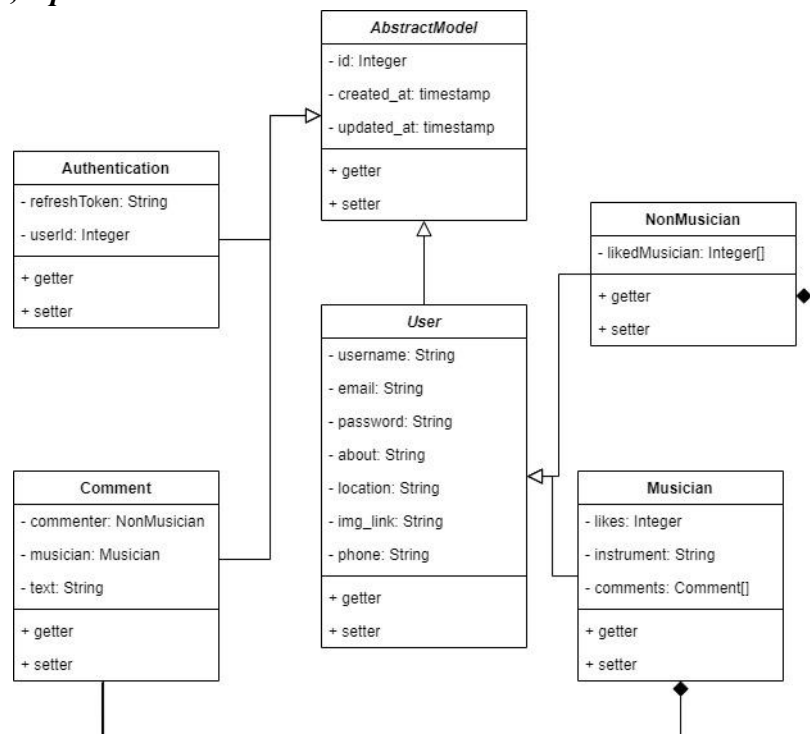 AbstractModel
- id: Integer
- created_at: timestamp
- updated_at: timestamp
+ getter
+ setter
Authentication
- refreshToken: String
- userId: Integer
+ getter
+ setter
NonMusician
- likedMusician: Integer[]
+ getter
+ setter
User
- username: String
- email: String
- password: String
- about: String
- location: String
- img_link: String
- phone: String
+ getter
+ setter
Comment
- commenter: NonMusician
- musician: Musician
- text: String
+ getter
+ setter
Musician
- likes: Integer
- instrument: String
- comments: Comment[]
+ getter
+ setter